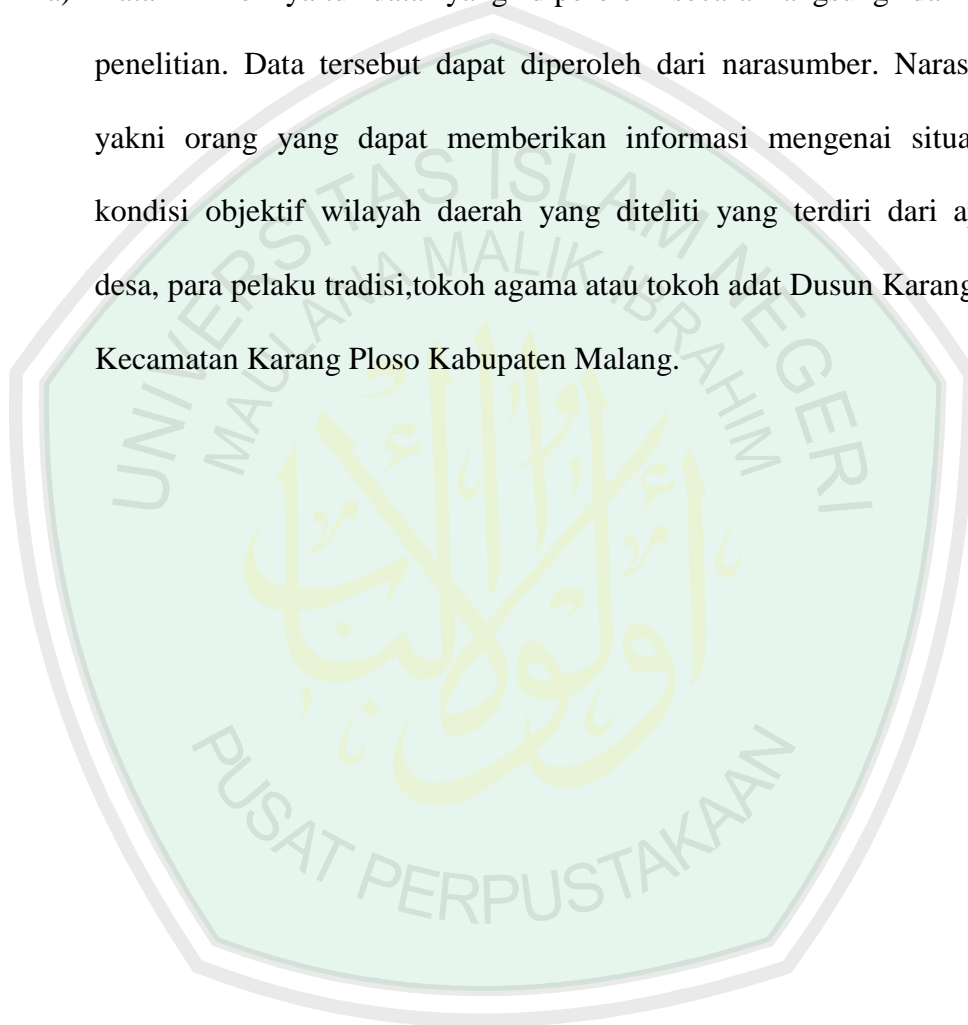 penelitian. Data tersebut dapat diperoleh dari narasumber.
yakni orang yang dapat memberikan informasi mengenai
kondisi objektif wilayah daerah yang diteliti yang terdiri dari
desa, para pelaku tradisi,tokoh agama atau tokoh adat Dusun Karang
Kecamatan Karang Ploso Kabupaten Malang.
UNIVERSITAS ISLAM NEGERI
MAULANA MALIK IBRAHIM
أولوا الألباب
PUSAT PERPUSTAKAAN